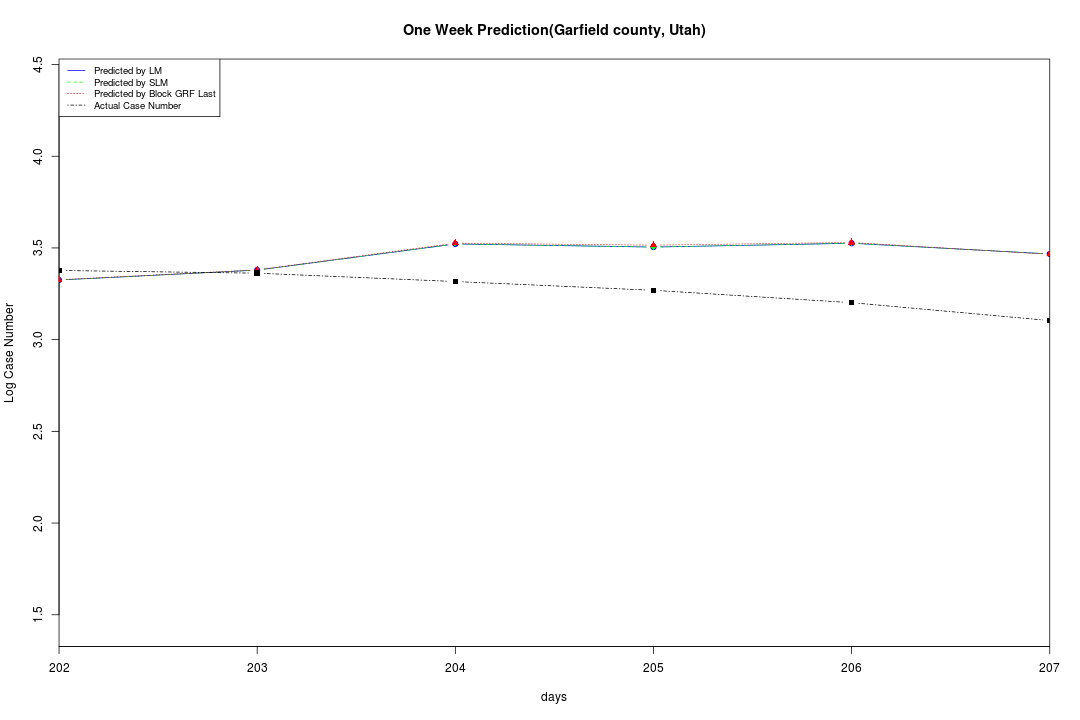 One Week Prediction(Garfield county, Utah)
Predicted by LM
Predicted by SLM
Predicted by Block GRF Last
Actual Case Number
4.5
4.0
3.5
3.0
2.5
2.0
1.5
Log Case Number
202 203 204 205 206 207
days